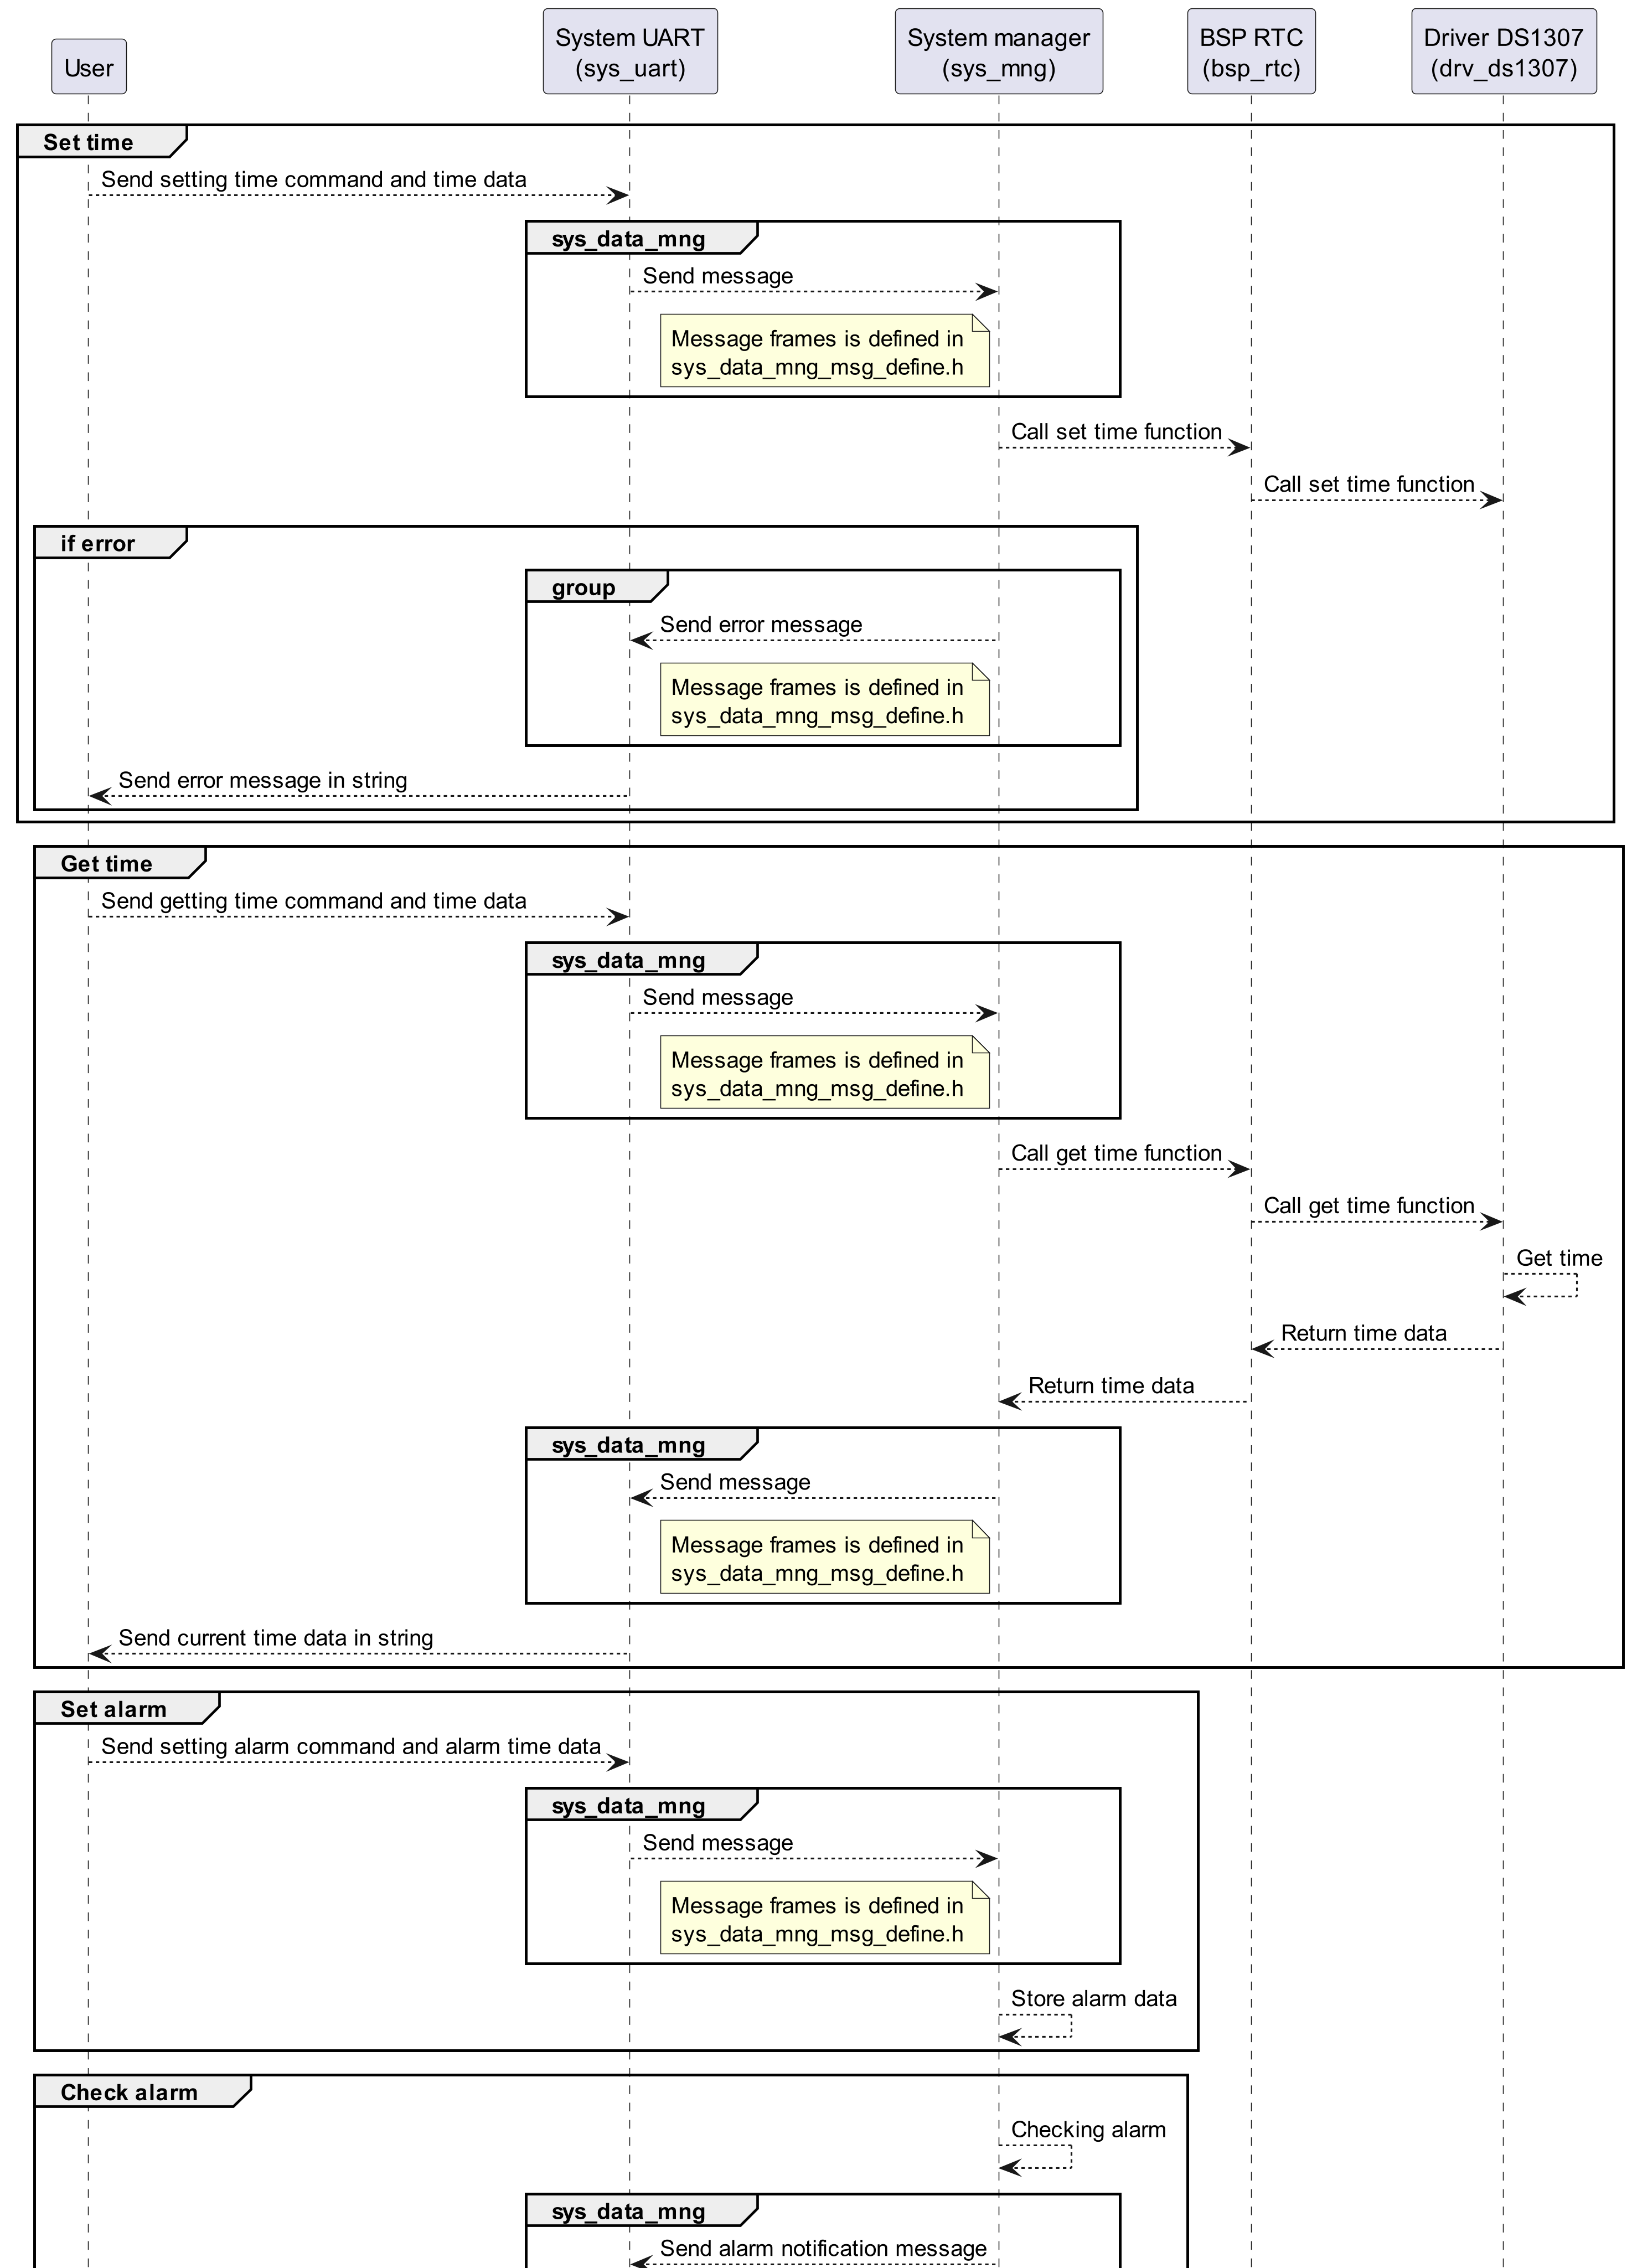 User
System UART
(sys_uart)
System manager
(sys_mng)
BSP RTC
(bsp_rtc)
Driver DS1307
(drv_ds1307)
Set time
Send setting time command and time data
sys_data_mng
Send message
Message frames is defined in
sys_data_mng_msg_define.h
Call set time function
Call set time function
if error
group
Send error message
Message frames is defined in
sys_data_mng_msg_define.h
Send error message in string
Get time
Send getting time command and time data
sys_data_mng
Send message
Message frames is defined in
sys_data_mng_msg_define.h
Call get time function
Call get time function
Get time
Return time data
Return time data
sys_data_mng
Send message
Message frames is defined in
sys_data_mng_msg_define.h
Send current time data in string
Set alarm
Send setting alarm command and alarm time data
sys_data_mng
Send message
Message frames is defined in
sys_data_mng_msg_define.h
Store alarm data
Check alarm
Checking alarm
sys_data_mng
Send alarm notification message